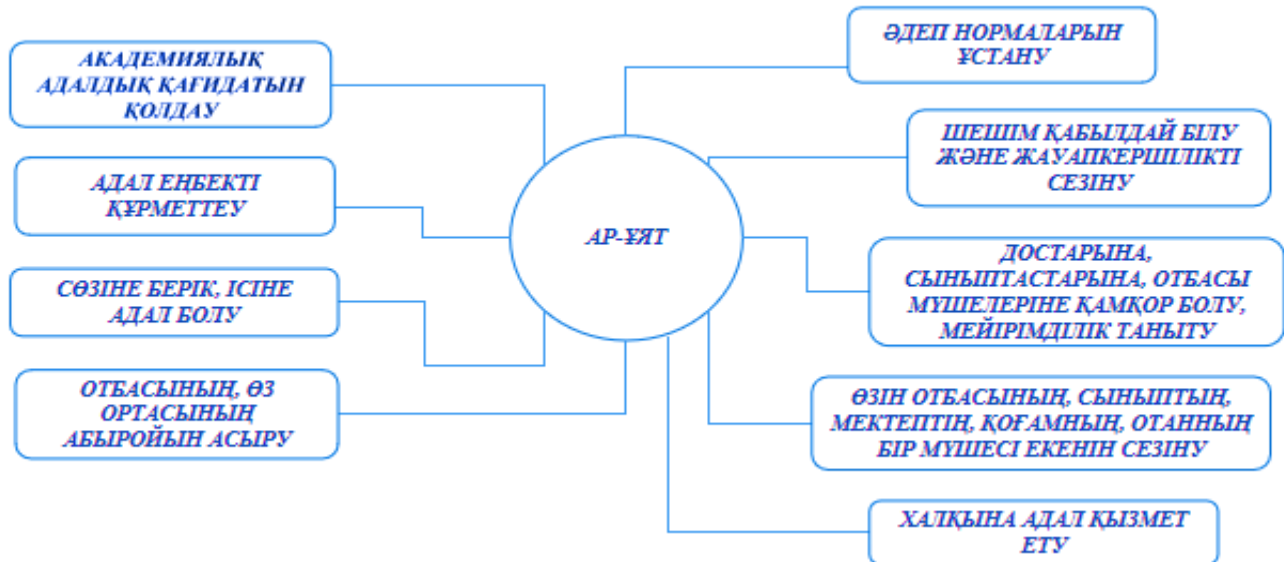 АКАДЕМИЯЛЫҚ
АДАЛДЫҚ ҚАҒИДАТЫН
ҚОЛДАУ
АДАЛ ЕҢБЕКТІ
ҚҰРМЕТТЕУ
СӨЗІНЕ БЕРІК, ІСІНЕ
АДАЛ БОЛУ
ОТБАСЫНЫҢ, ӨЗ
ОРТАСЫНЫҢ
АБЫРОЙЫН АСЫРУ
АР-ҰЯТ
ӘДЕП НОРМАЛАРЫН
ҰСТАНУ
ШЕШІМ ҚАБЫЛДАЙ БІЛУ
ЖӘНЕ ЖАУАПКЕРШІЛІКТІ
СЕЗІНУ
ДОСТАРЫНА,
СЫНЫПТАСТАРЫНА, ОТБАСЫ
МҮШЕЛЕРІНЕ ҚАМҚОР БОЛУ,
МЕЙІРІМДІЛІК ТАНЫТУ
ӨЗІН ОТБАСЫНЫҢ, СЫНЫПТЫҢ,
МЕКТЕПТІҢ, ҚОҒАМНЫҢ, ОТАННЫҢ
БІР МҮШЕСІ ЕКЕНІН СЕЗІНУ
ХАЛҚЫНА АДАЛ ҚЫЗМЕТ
ЕТУ